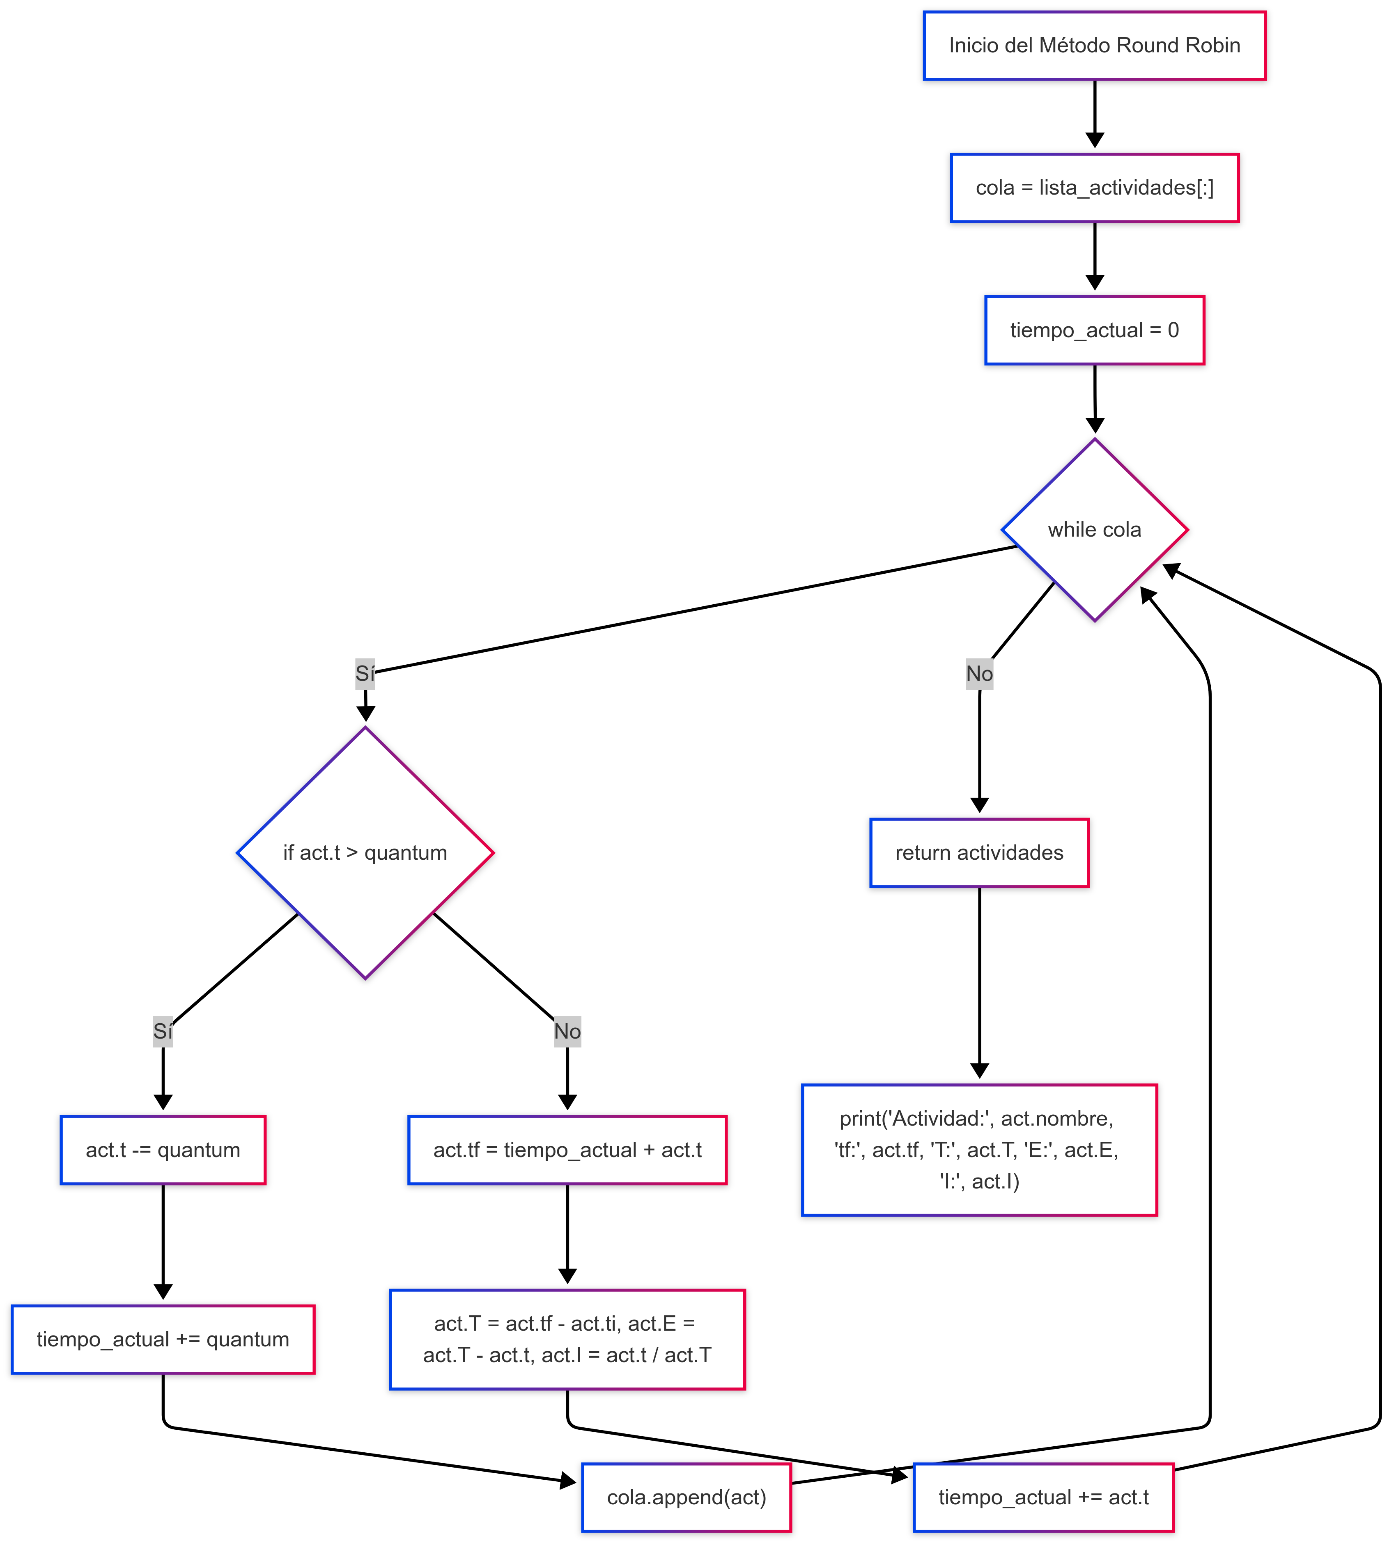 Inicio del Método Round Robin
cola = lista_actividades[:]
tiempo_actual = 0
while cola
Sí
No
if act.t > quantum
return actividades
Sí
No
act.t -= quantum
act.tf = tiempo_actual + act.t
print('Actividad:', act.nombre,
'tf:', act.tf, 'T:', act.T, 'E:', act.E,
'I:', act.I)
tiempo_actual += quantum
act.T = act.tf - act.ti, act.E =
act.T - act.t, act.I = act.t / act.T
cola.append(act)
tiempo_actual += act.t